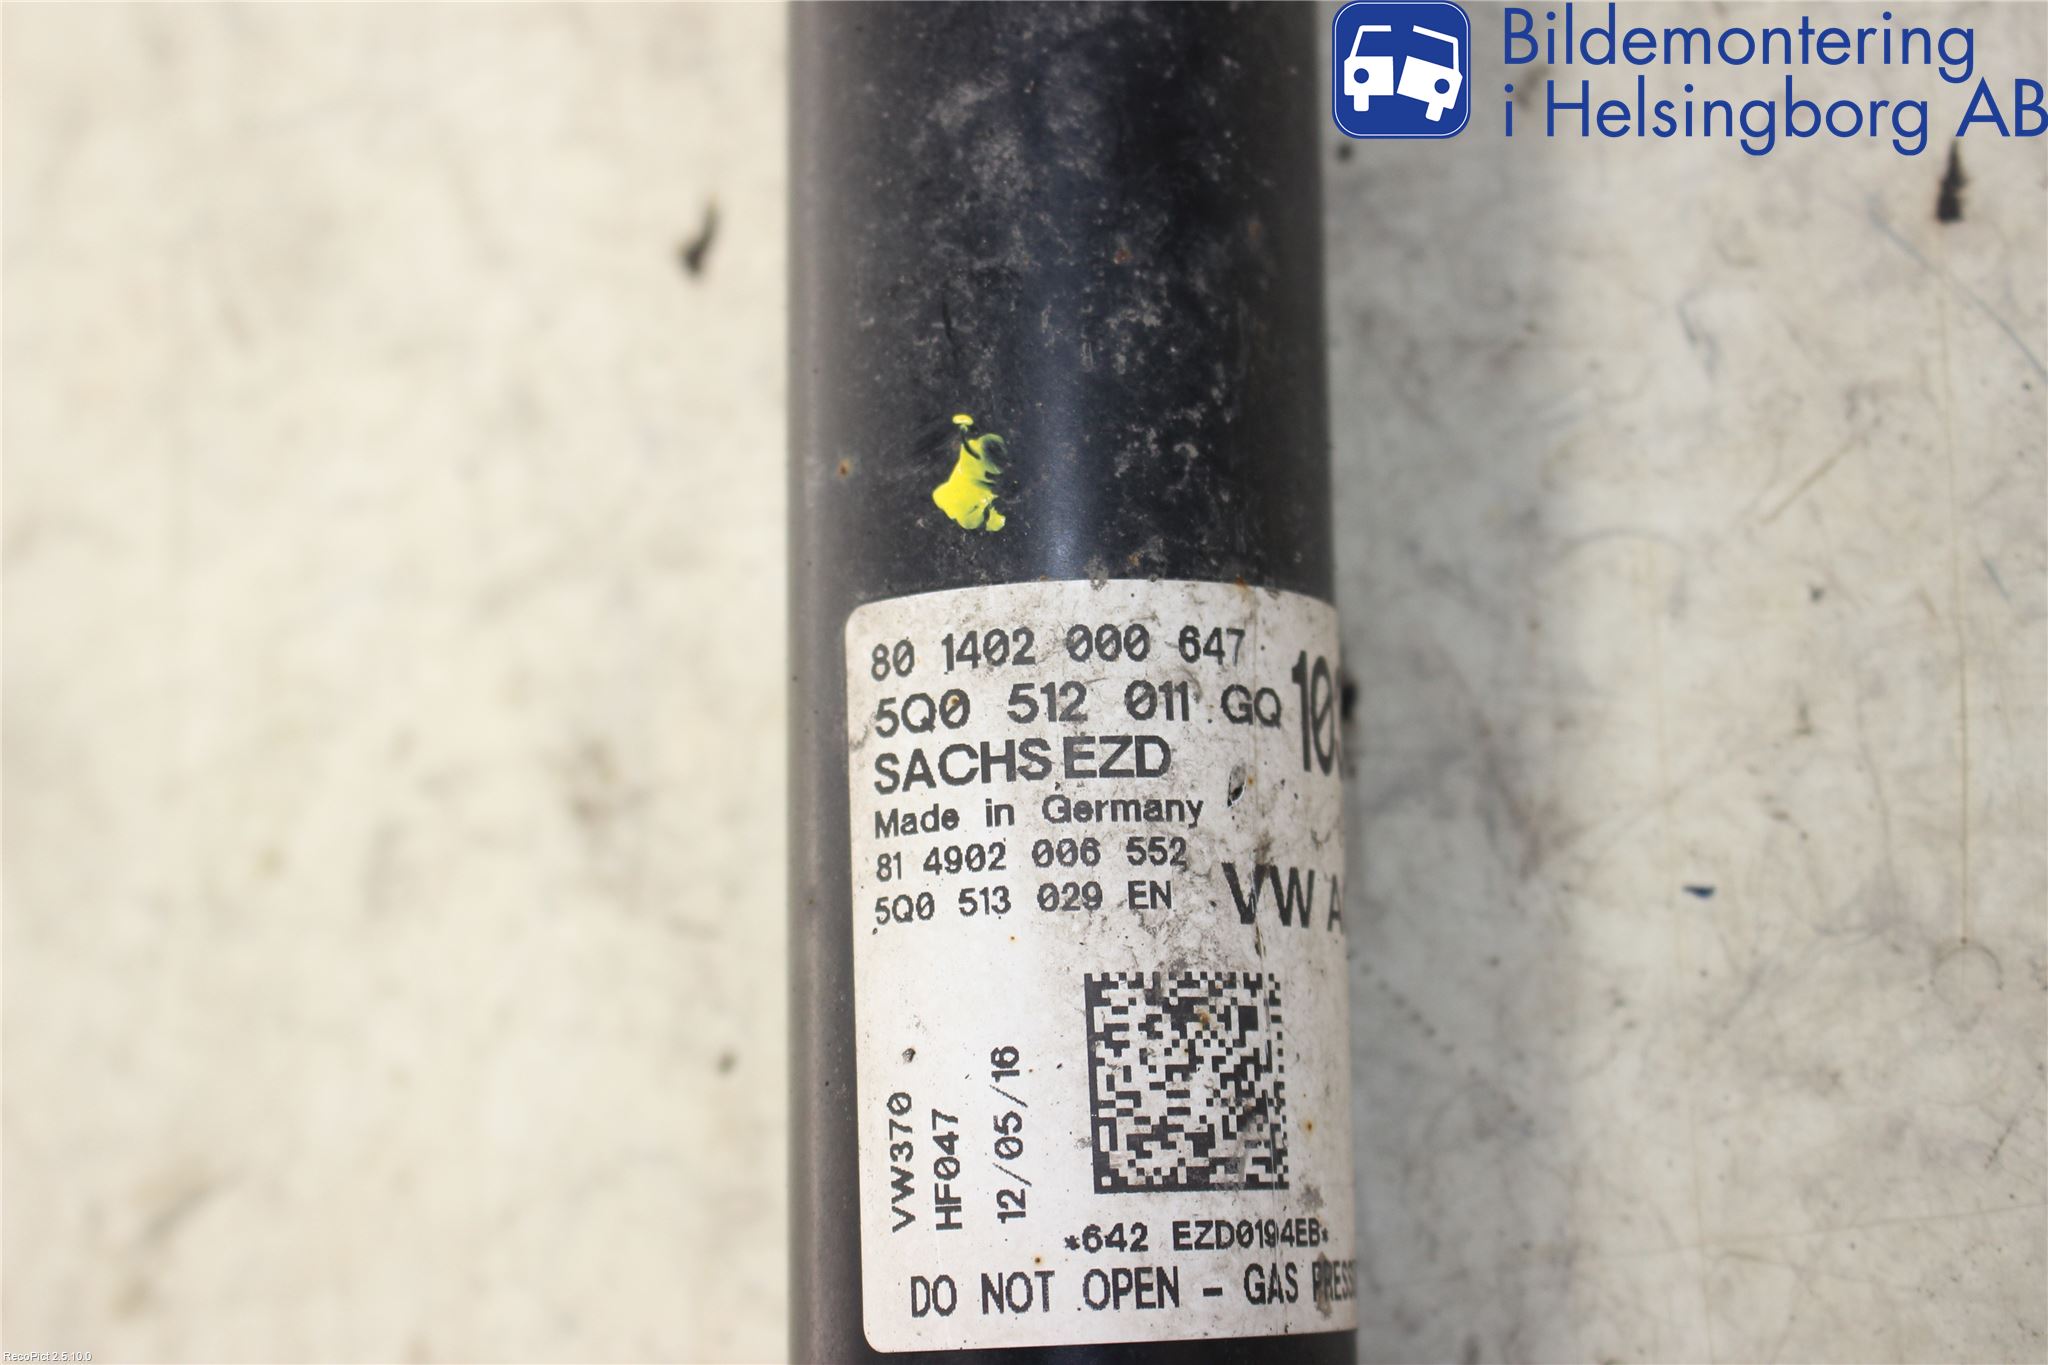 Bildemontering
i Helsingborg AB
80 1402 000 647
5Q0 512 011 GQ
SACHS EZD
Made in Germany
81 4902 006 552
5Q0 513 029 EN
VW
VW370
HF047
12/05/16
*642 EZD0194EB*
DO NOT OPEN - GAS
RecoPict 2.5.10.0